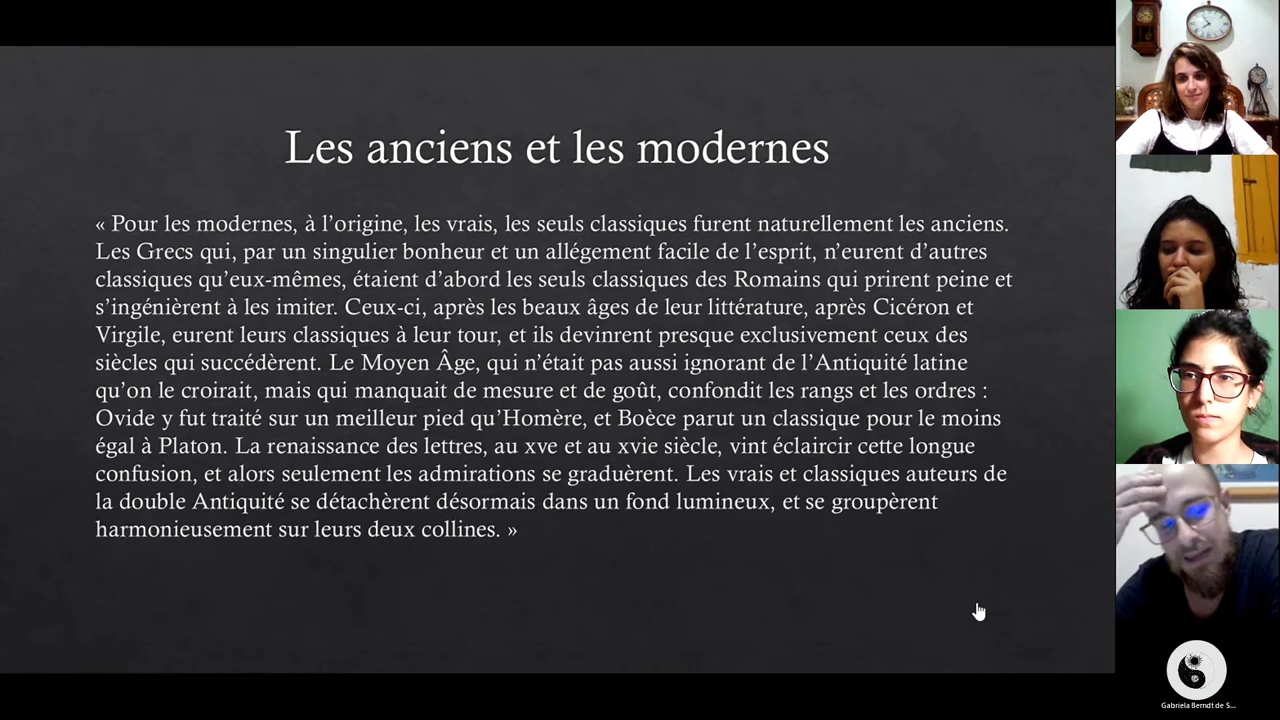 Les anciens et les modernes
« Pour les modernes, à l’origine, les vrais, les seuls classiques furent naturellement les anciens.
Les Grecs qui, par un singulier bonheur et un allégement facile de l’esprit, n’eurent d’autres
classiques qu’eux-mêmes, étaient d’abord les seuls classiques des Romains qui prirent peine et
s’ingénièrent à les imiter. Ceux-ci, après les beaux âges de leur littérature, après Cicéron et
Virgile, eurent leurs classiques à leur tour, et ils devinrent presque exclusivement ceux des
siècles qui succédèrent. Le Moyen Âge, qui n’était pas aussi ignorant de l’Antiquité latine
qu’on le croirait, mais qui manquait de mesure et de goût, confondit les rangs et les ordres :
Ovide y fut traité sur un meilleur pied qu’Homère, et Boèce parut un classique pour le moins
égal à Platon. La renaissance des lettres, au xve et au xvie siècle, vint éclaircir cette longue
confusion, et alors seulement les admirations se graduèrent. Les vrais et classiques auteurs de
la double Antiquité se détachèrent désormais dans un fond lumineux, et se groupèrent
harmonieusement sur leurs deux collines. »
Gabriela Berndt de S...